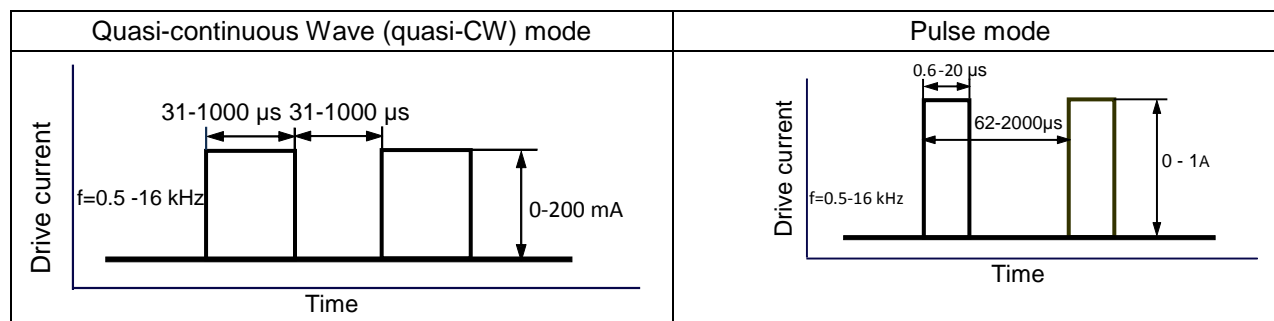 Quasi-continuous Wave (quasi-CW) mode
Drive current
31-1000 µs 31-1000 µs
f=0.5 -16 kHz
0-200 mA
Time
Pulse mode
Drive current
0.6-20 µs
62-2000µs
0 - 1A
f=0.5-16 kHz
Time